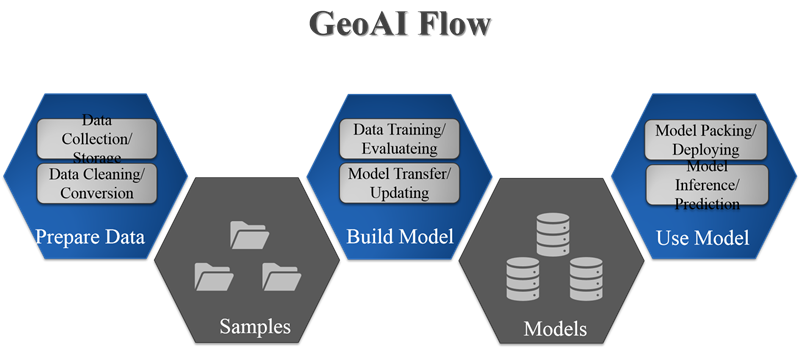 GeoAI Flow
Data
Collection/
Storage
Data Cleaning/
Conversion
Prepare Data
Samples
Data Training/
Evaluateing
Model Transfer/
Updating
Build Model
Models
Model Packing/
Deploying
Model
Inference/
Prediction
Use Model